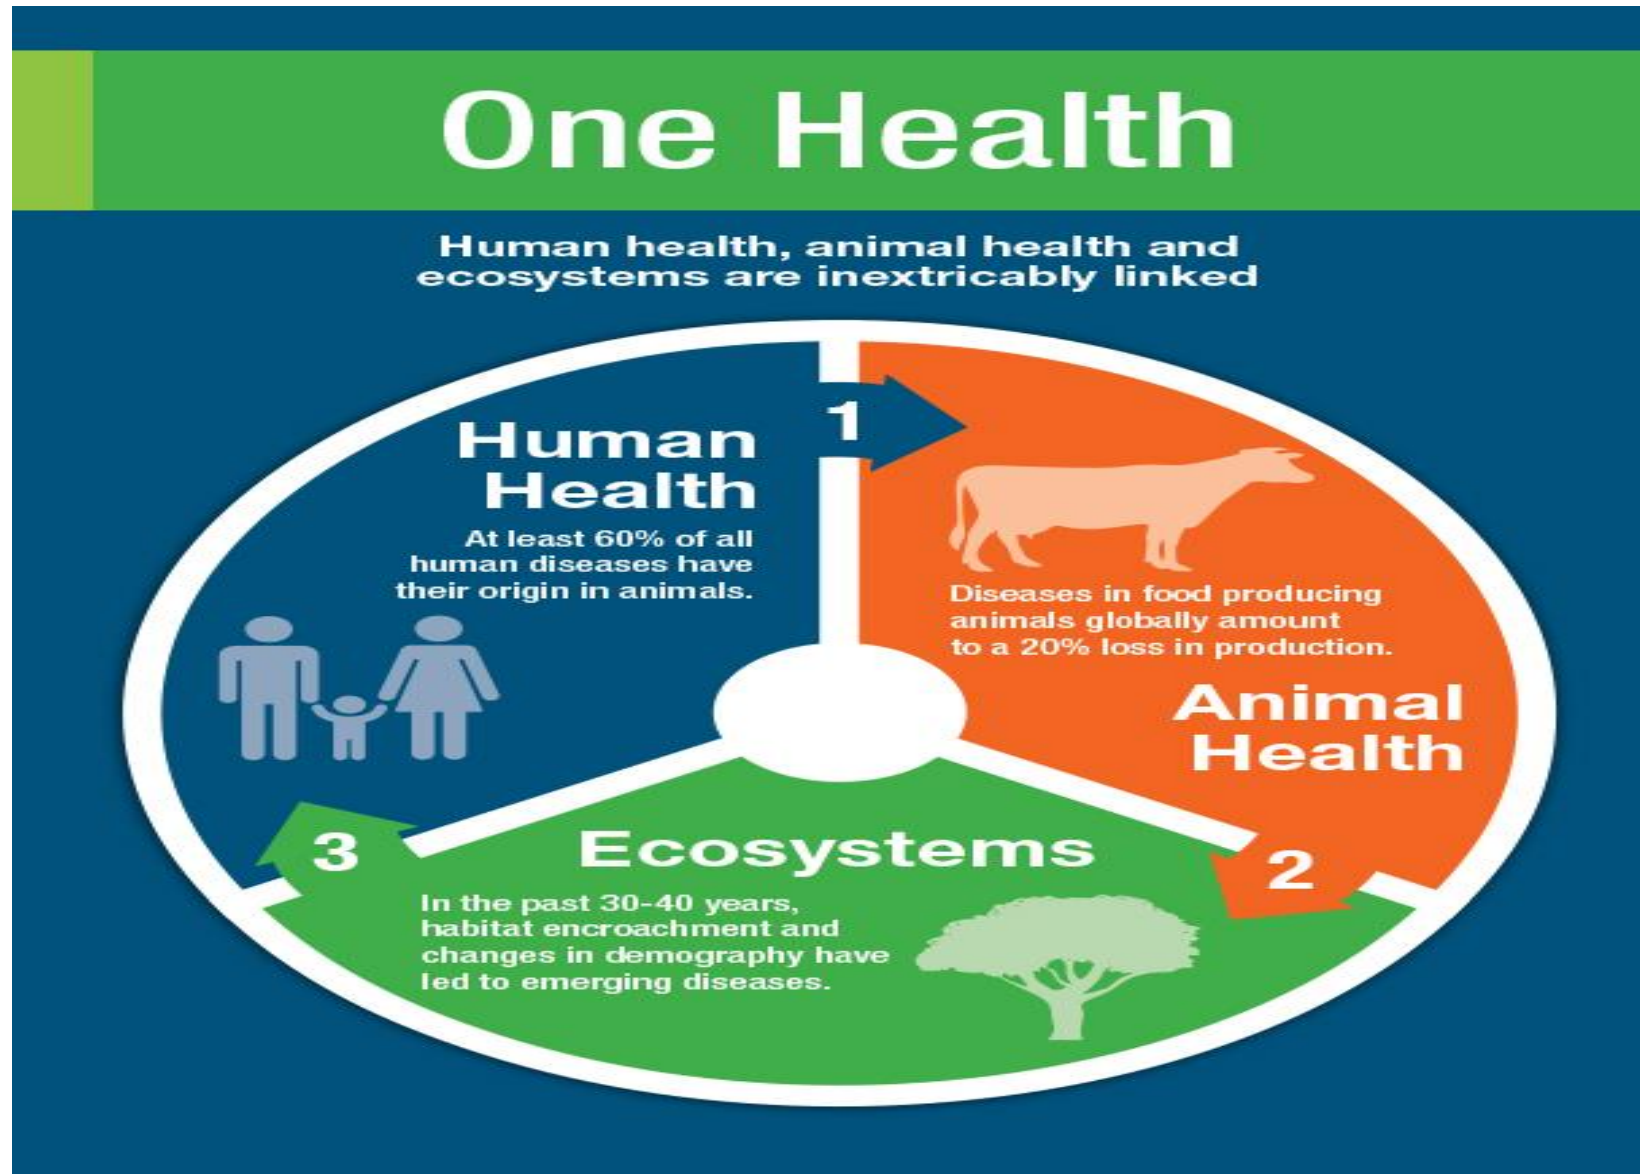 One Health
Human health, animal health and
ecosystems are inextricably linked
1
Human
Health
At least 60% of all
human diseases have
their origin in animals.
Diseases in food producing
animals globally amount
to a 20% loss in production.
Animal
Health
2
Ecosystems
In the past 30-40 years,
habitat encroachment and
changes in demography have
led to emerging diseases.
3